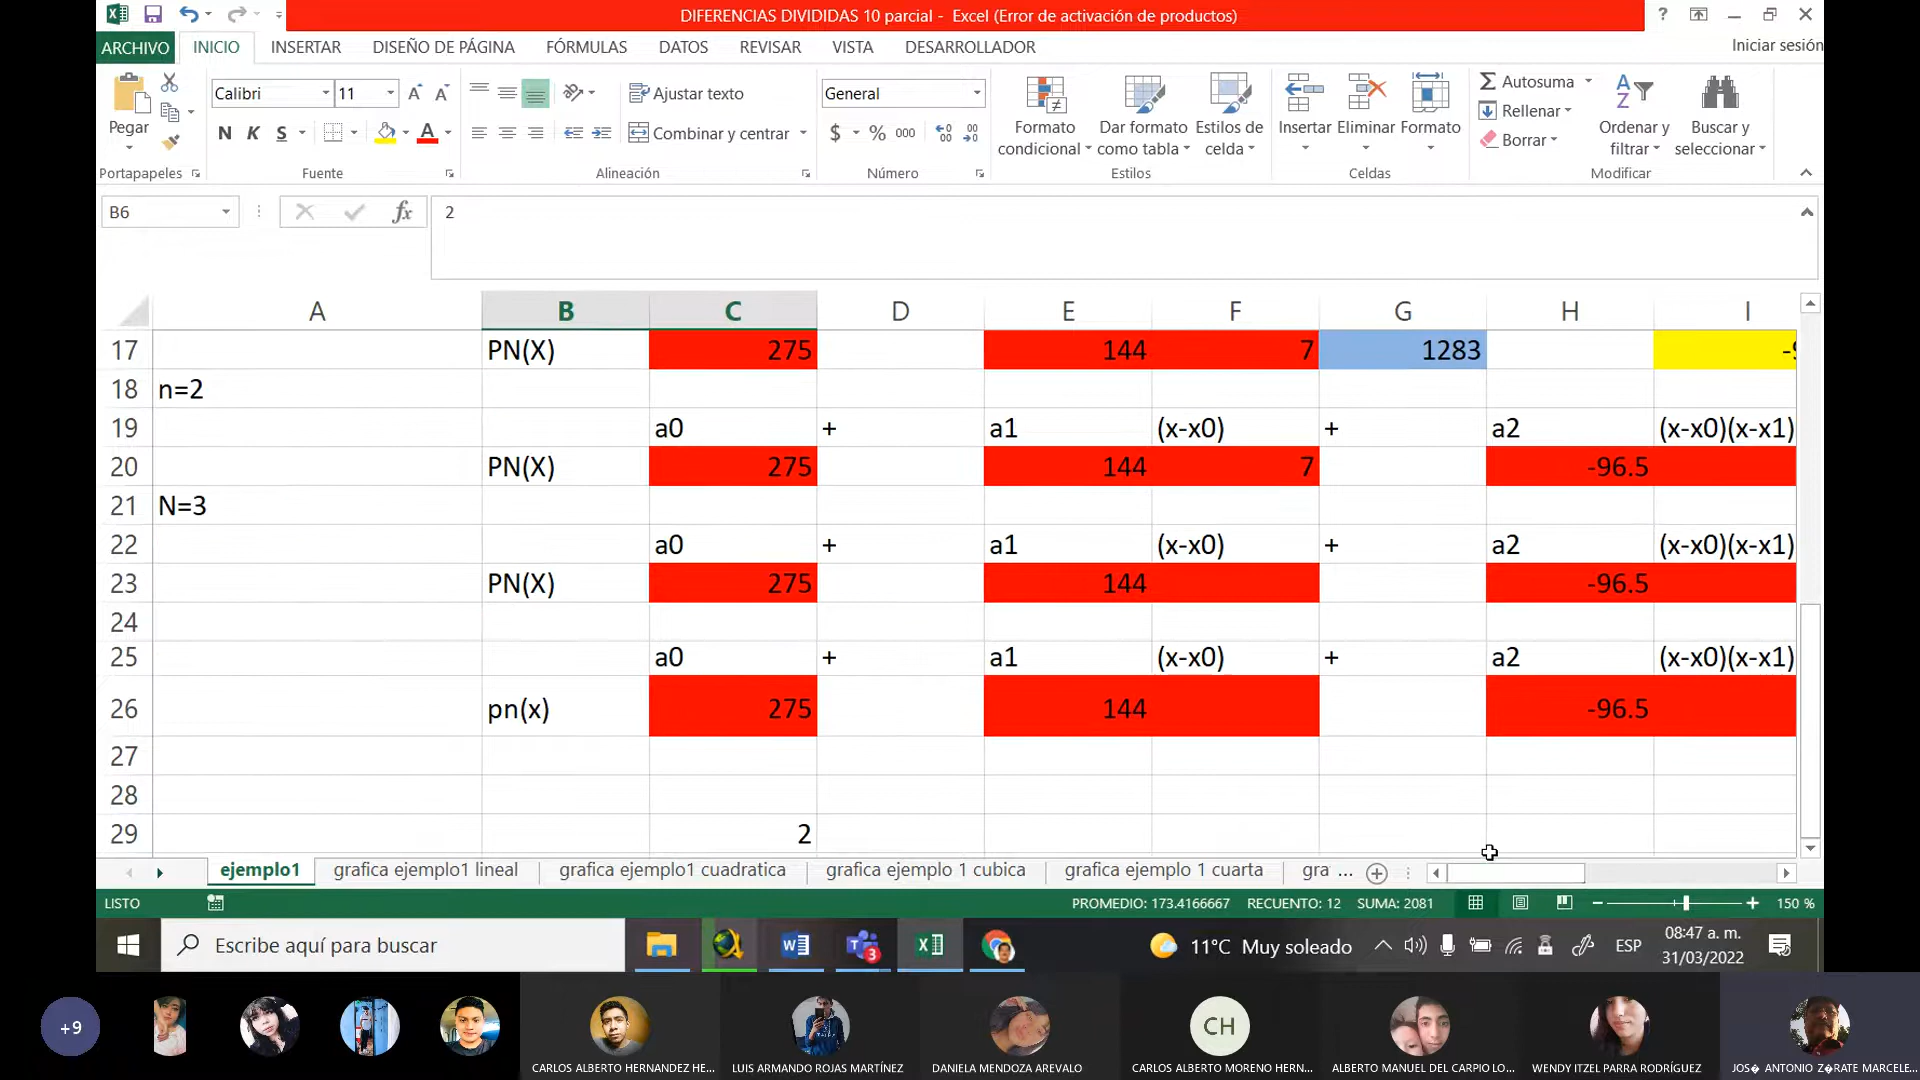 DIFERENCIAS DIVIDIDAS 10 parcial - Excel (Error de activación de productos)
?
ARCHIVO INICIO INSERTAR DISEÑO DE PÁGINA FÓRMULAS DATOS REVISAR VISTA DESARROLLADOR Iniciar sesión
Calibri 11 A A Ajustar texto General Autosuma
Rellenar
Pegar N K S A Combinar y centrar $ % 000 Formato condicional Dar formato como tabla Estilos de celda Insertar Eliminar Formato Borrar Ordenar y filtrar Buscar y seleccionar
Portapapeles Fuente Alineación Número Estilos Celdas Modificar
B6 fx 2
A B C D E F G H I
17 PN(X) 275 144 7 1283
18 n=2
19 a0 + a1 (x-x0) + a2 (x-x0)(x-x1)
20 PN(X) 275 144 7 -96.5
21 N=3
22 a0 + a1 (x-x0) + a2 (x-x0)(x-x1)
23 PN(X) 275 144 -96.5
24
25 a0 + a1 (x-x0) + a2 (x-x0)(x-x1)
26 pn(x) 275 144 -96.5
27
28
29 2
ejemplo1 grafica ejemplo1 lineal grafica ejemplo1 cuadratica grafica ejemplo 1 cubica grafica ejemplo 1 cuarta gra ...
LISTO PROMEDIO: 173.4166667 RECUENTO: 12 SUMA: 2081 150 %
Escribe aquí para buscar 3 11°C Muy soleado ESP 08:47 a. m.
31/03/2022
+9 CH
CARLOS ALBERTO HERNANDEZ HE... LUIS ARMANDO ROJAS MARTÍNEZ DANIELA MENDOZA AREVALO CARLOS ALBERTO MORENO HERN... ALBERTO MANUEL DEL CARPIO LO... WENDY ITZEL PARRA RODRÍGUEZ JOS� ANTONIO Z�RATE MARCELE...